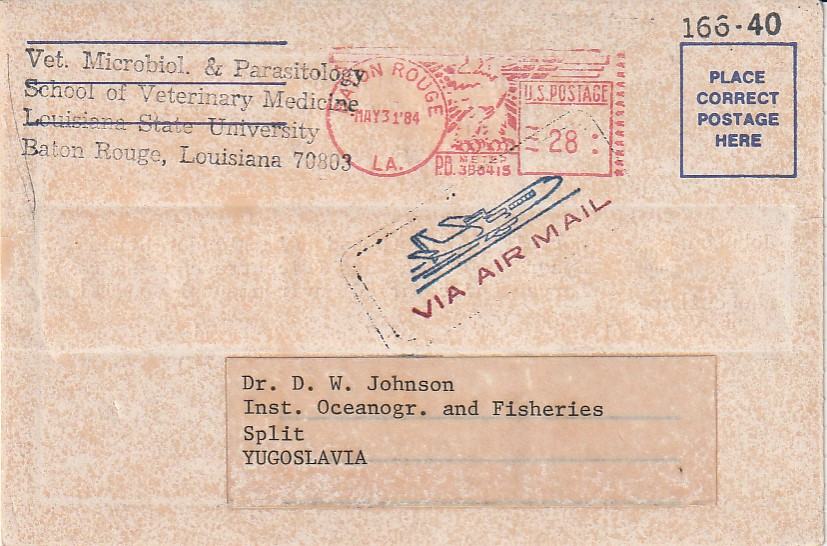 166-40
Vet. Microbiol. & Parasitology
School of Veterinary Medicine
Louisiana State University
Baton Rouge, Louisiana 70803
BATON ROUGE
MAY 31 '84
LA.
U.S. POSTAGE
28
P.B. METER
380415
PLACE
CORRECT
POSTAGE
HERE
VIA AIR MAIL
Dr. D. W. Johnson
Inst. Oceanogr. and Fisheries
Split
YUGOSLAVIA